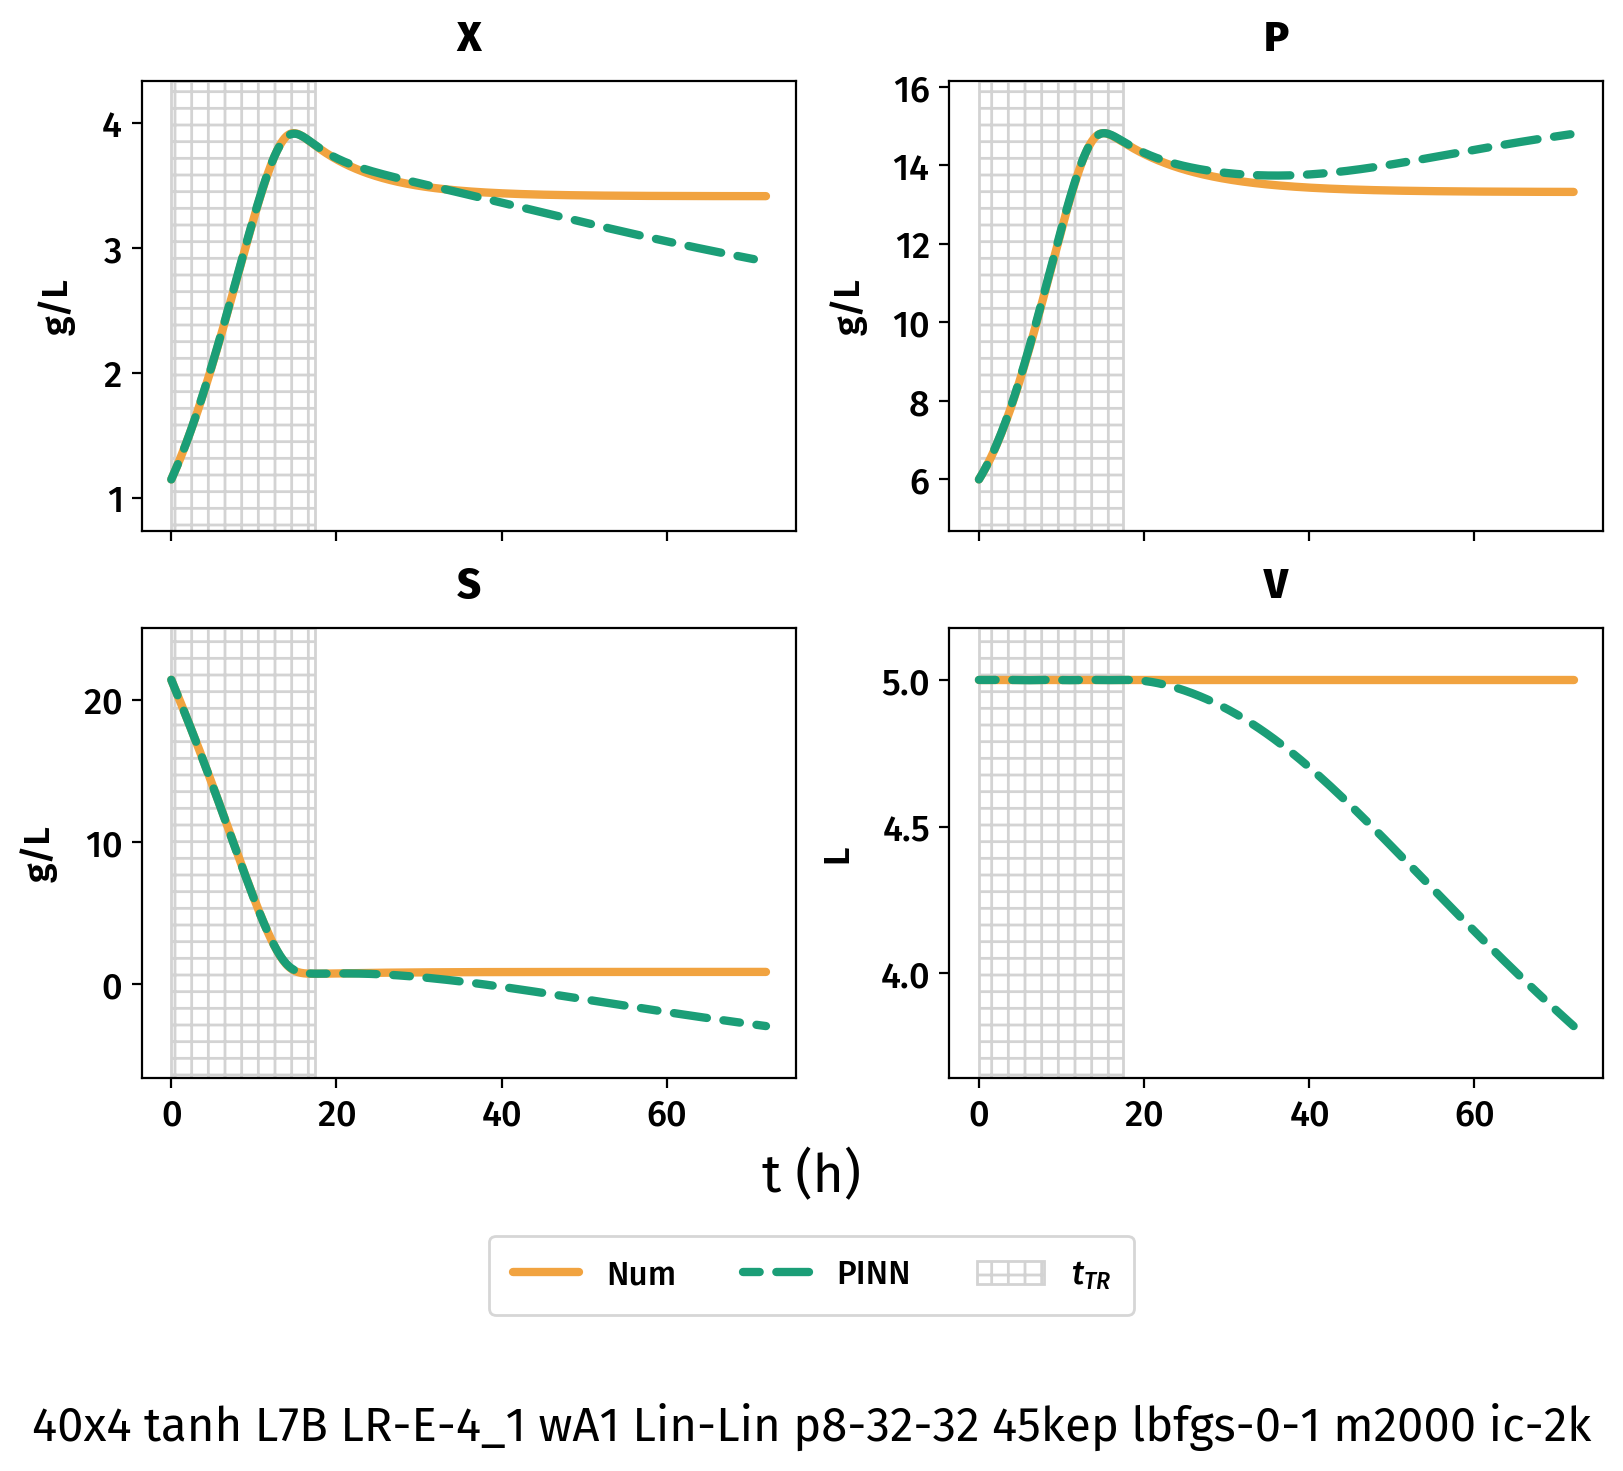 X
P
4
3
2
1
g/L
16
14
12
10
8
6
g/L
S
V
20
10
0
g/L
5.0
4.5
4.0
L
0 20 40 60
0 20 40 60
t (h)
Num PINN t_TR
40x4 tanh L7B LR-E-4_1 wA1 Lin-Lin p8-32-32 45kep lbfgs-0-1 m2000 ic-2k